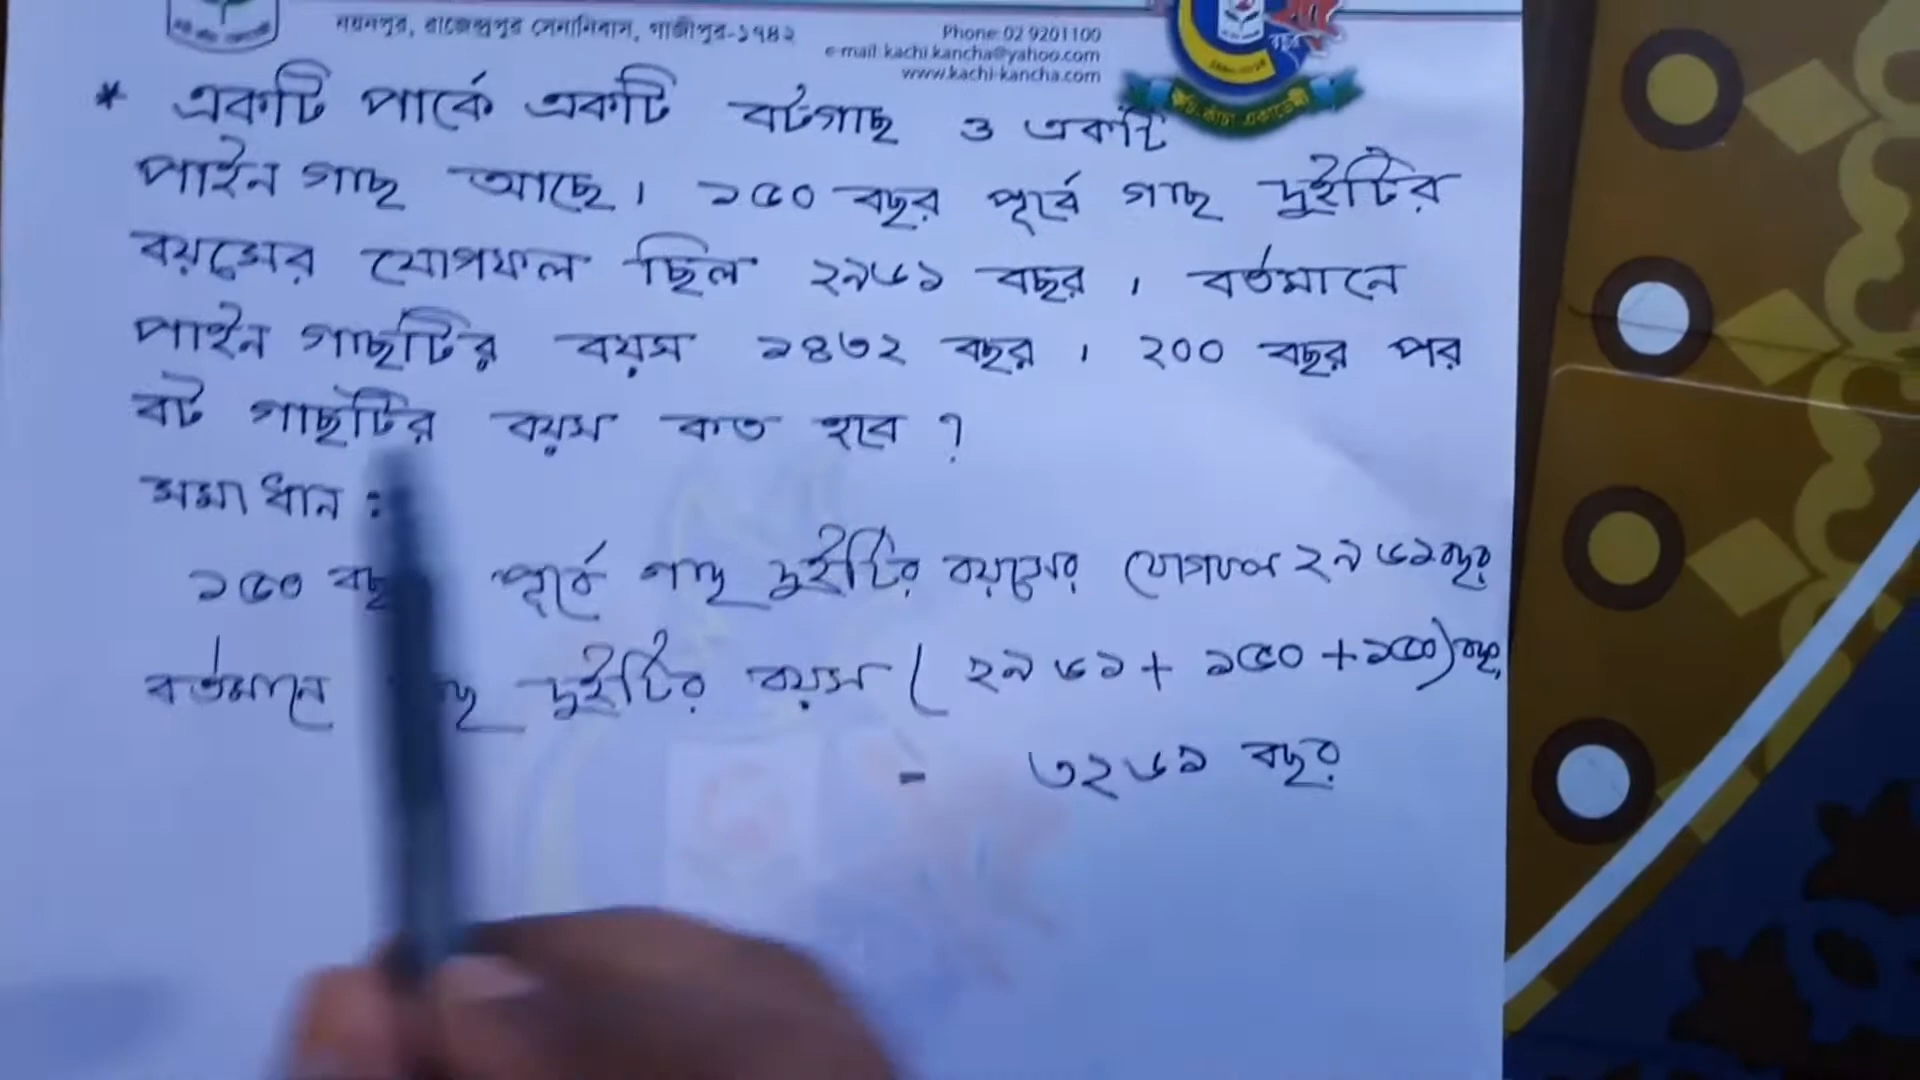 নয়নপুর, রাজেন্দ্রপুর সেনানিবাস, গাজীপুর-১৭৪২
Phone: 02 9201100
e-mail: kachi.kancha@yahoo.com
www.kachi-kancha.com
* একটি পার্কে একটি বটগাছ ও একটি
পাইন গাছ আছে। ১৫০ বছর পূর্বে গাছ দুইটির
বয়সের যোগফল ছিল ২৯৬১ বছর। বর্তমানে
পাইন গাছটির বয়স ১৪৩২ বছর। ২০০ বছর পর
বট গাছটির বয়স কত হবে?
সমাধান:
১৫০ বছ পূর্বে গাছ দুইটির বয়সের যোগফল ২৯৬১ বছর
বর্তমানে ছ দুইটির বয়স (২৯৬১ + ১৫০ + ১৫০) বছর
= ৩২৬১ বছর